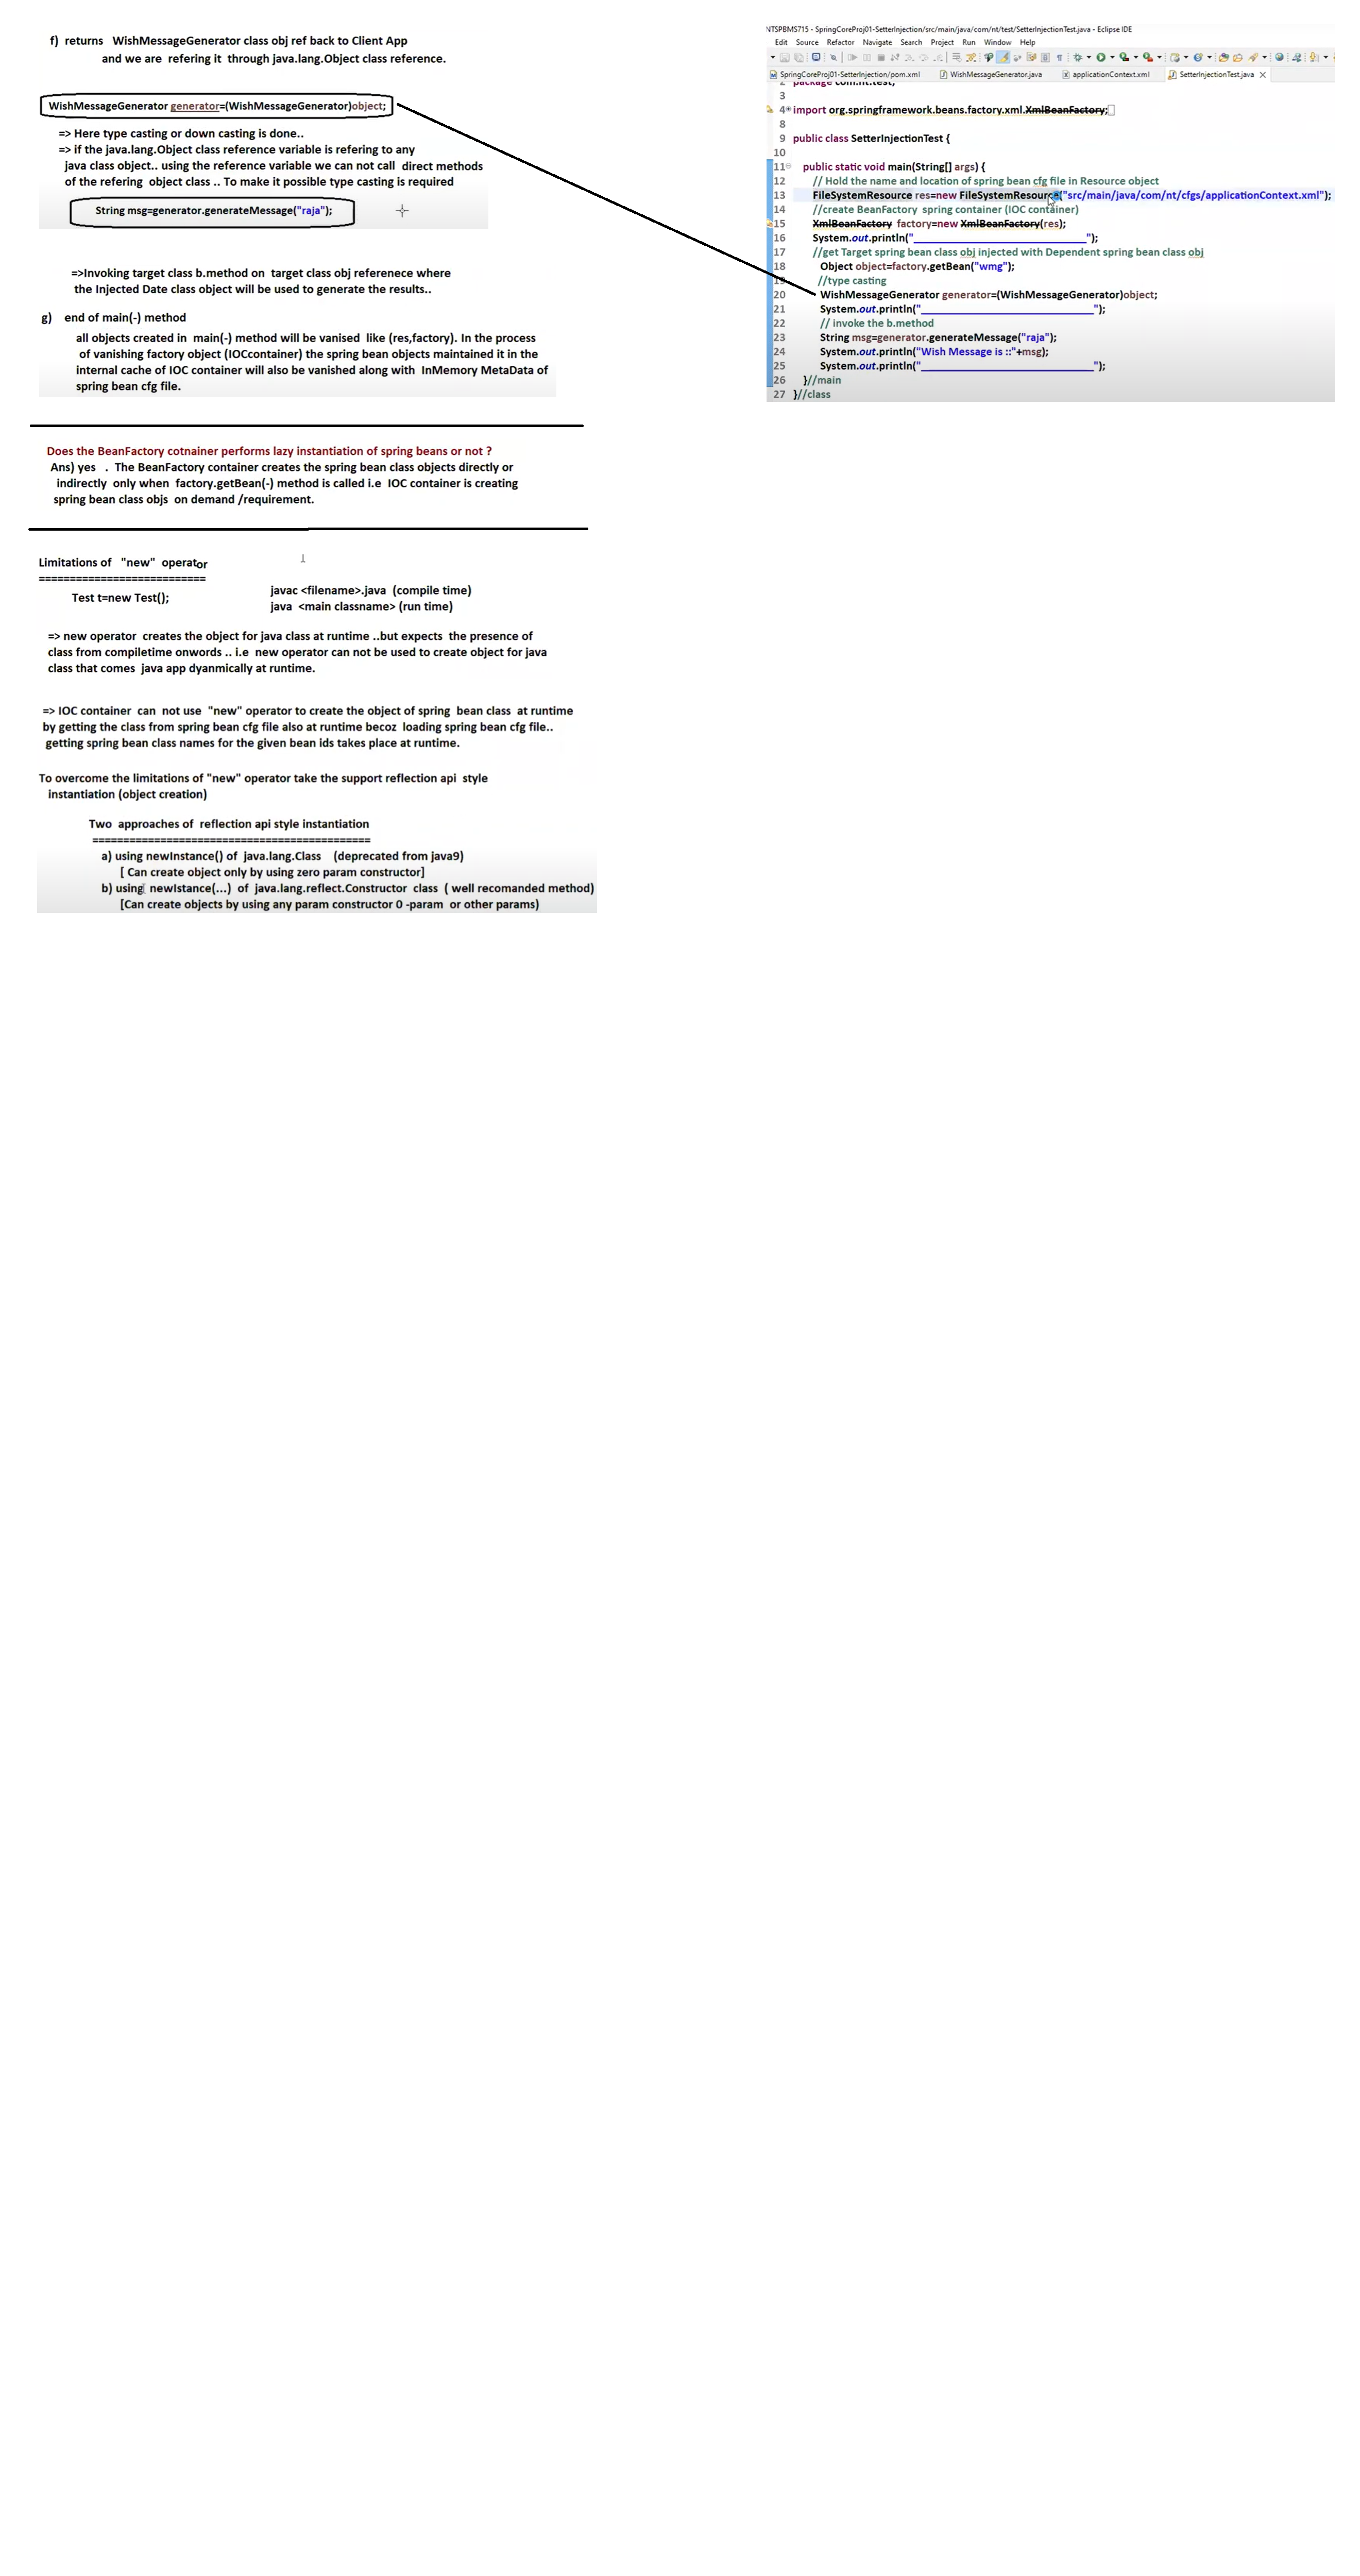 f) returns WishMessageGenerator class obj ref back to Client App
and we are refering it through java.lang.Object class reference.
WishMessageGenerator generator=(WishMessageGenerator)object;
=> Here type casting or down casting is done..
=> if the java.lang.Object class reference variable is refering to any
java class object.. using the reference variable we can not call direct methods
of the refering object class .. To make it possible type casting is required
String msg=generator.generateMessage("raja");
=>Invoking target class b.method on target class obj referenece where
the Injected Date class object will be used to generate the results..
g) end of main(-) method
all objects created in main(-) method will be vanised like (res,factory). In the process
of vanishing factory object (IOCcontainer) the spring bean objects maintained it in the
internal cache of IOC container will also be vanished along with InMemory MetaData of
spring bean cfg file.
Does the BeanFactory cotnainer performs lazy instantiation of spring beans or not ?
Ans) yes . The BeanFactory container creates the spring bean class objects directly or
indirectly only when factory.getBean(-) method is called i.e IOC container is creating
spring bean class objs on demand /requirement.
Limitations of "new" operator
===========================
Test t=new Test();
javac <filename>.java (compile time)
java <main classname> (run time)
=> new operator creates the object for java class at runtime ..but expects the presence of
class from compiletime onwords .. i.e new operator can not be used to create object for java
class that comes java app dyanmically at runtime.
=> IOC container can not use "new" operator to create the object of spring bean class at runtime
by getting the class from spring bean cfg file also at runtime becoz loading spring bean cfg file..
getting spring bean class names for the given bean ids takes place at runtime.
To overcome the limitations of "new" operator take the support reflection api style
instantiation (object creation)
Two approaches of reflection api style instantiation
=============================================
a) using newInstance() of java.lang.Class (deprecated from java9)
[ Can create object only by using zero param constructor]
b) using newIstance(...) of java.lang.reflect.Constructor class ( well recomanded method)
[Can create objects by using any param constructor 0 -param or other params)
NTSPBMS715 - SpringCoreProj01-SetterInjection/src/main/java/com/nt/test/SetterInjectionTest.java - Eclipse IDE
Edit Source Refactor Navigate Search Project Run Window Help
SpringCoreProj01-SetterInjection/pom.xml WishMessageGenerator.java applicationContext.xml SetterInjectionTest.java
2 package com.nt.test;
3
4 import org.springframework.beans.factory.xml.XmlBeanFactory;
8
9 public class SetterInjectionTest {
10
11 public static void main(String[] args) {
12 // Hold the name and location of spring bean cfg file in Resource object
13 FileSystemResource res=new FileSystemResource("src/main/java/com/nt/cfgs/applicationContext.xml");
14 //create BeanFactory spring container (IOC container)
15 XmlBeanFactory factory=new XmlBeanFactory(res);
16 System.out.println("____________________________");
17 //get Target spring bean class obj injected with Dependent spring bean class obj
18 Object object=factory.getBean("wmg");
19 //type casting
20 WishMessageGenerator generator=(WishMessageGenerator)object;
21 System.out.println("____________________________");
22 // invoke the b.method
23 String msg=generator.generateMessage("raja");
24 System.out.println("Wish Message is ::"+msg);
25 System.out.println("____________________________");
26 }//main
27 }//class